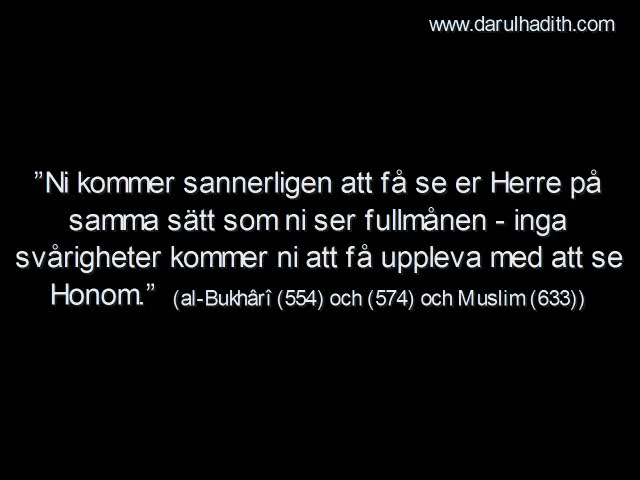 www.darulhadith.com
”Ni kommer sannerligen att få se er Herre på
samma sätt som ni ser fullmånen - inga
svårigheter kommer ni att få uppleva med att se
Honom.” (al-Bukhârî (554) och (574) och Muslim (633))